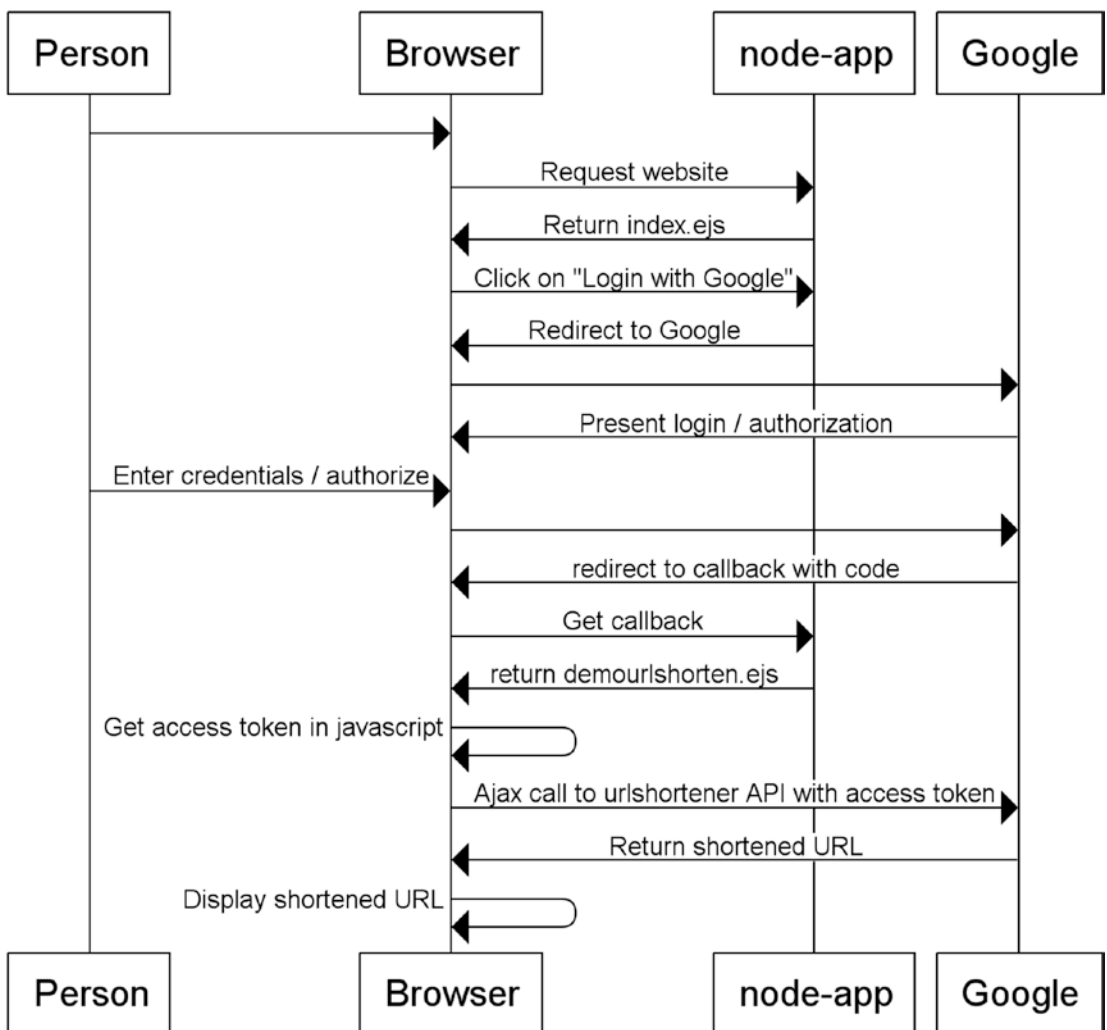 Person Browser node-app Google
Request website
Return index.ejs
Click on "Login with Google"
Redirect to Google
Present login / authorization
Enter credentials / authorize
redirect to callback with code
Get callback
return demourlshorten.ejs
Get access token in javascript
Ajax call to urlshortener API with access token
Return shortened URL
Display shortened URL
Person Browser node-app Google